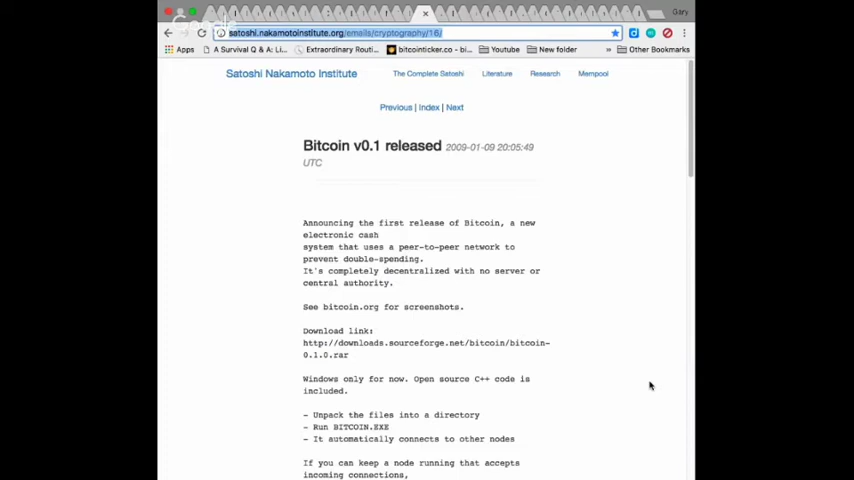 Google
Gary
satoshi.nakamotoinstitute.org/emails/cryptography/16/
Apps
A Survival Q & A: Li...
Extraordinary Routi...
bitcointicker.co - bi...
Youtube
New folder
»
Other Bookmarks
Satoshi Nakamoto Institute
The Complete Satoshi
Literature
Research
Mempool
Previous | Index | Next
Bitcoin v0.1 released 2009-01-09 20:05:49
UTC
Announcing the first release of Bitcoin, a new
electronic cash
system that uses a peer-to-peer network to
prevent double-spending.
It's completely decentralized with no server or
central authority.
See bitcoin.org for screenshots.
Download link:
http://downloads.sourceforge.net/bitcoin/bitcoin-
0.1.0.rar
Windows only for now. Open source C++ code is
included.
- Unpack the files into a directory
- Run BITCOIN.EXE
- It automatically connects to other nodes
If you can keep a node running that accepts
incoming connections,